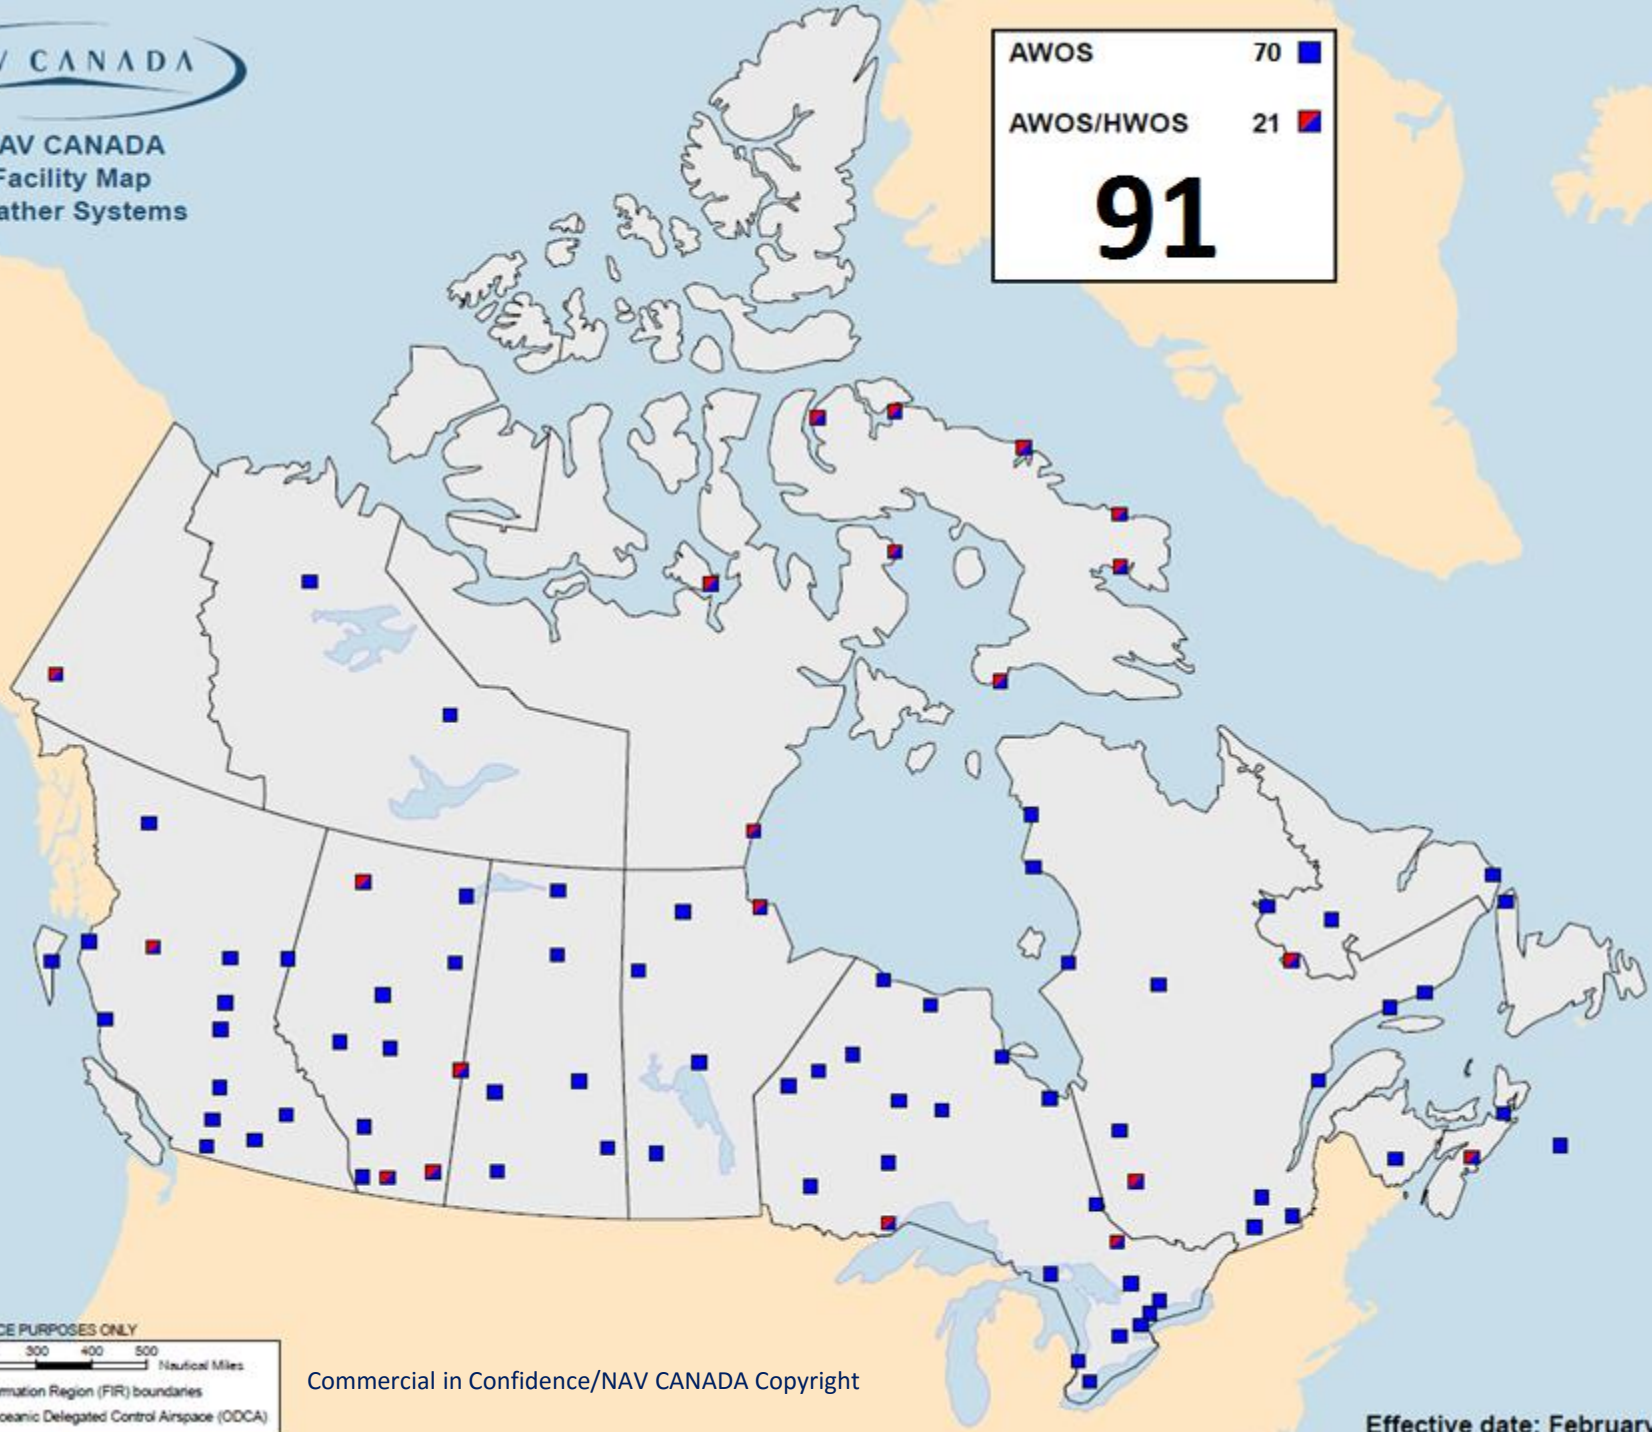 CANADA
AV CANADA
Facility Map
ather Systems
AWOS 70
AWOS/HWOS 21
91
CE PURPOSES ONLY
300 400 500
Nautical Miles
rmation Region (FIR) boundaries
ceanic Delegated Control Airspace (ODCA)
Commercial in Confidence/NAV CANADA Copyright
Effective date: February